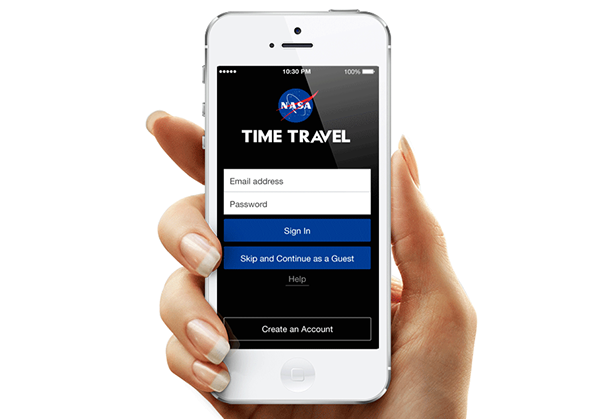 10:30 PM 100%
NASA
TIME TRAVEL
Email address
Password
Sign In
Skip and Continue as a Guest
Help
Create an Account